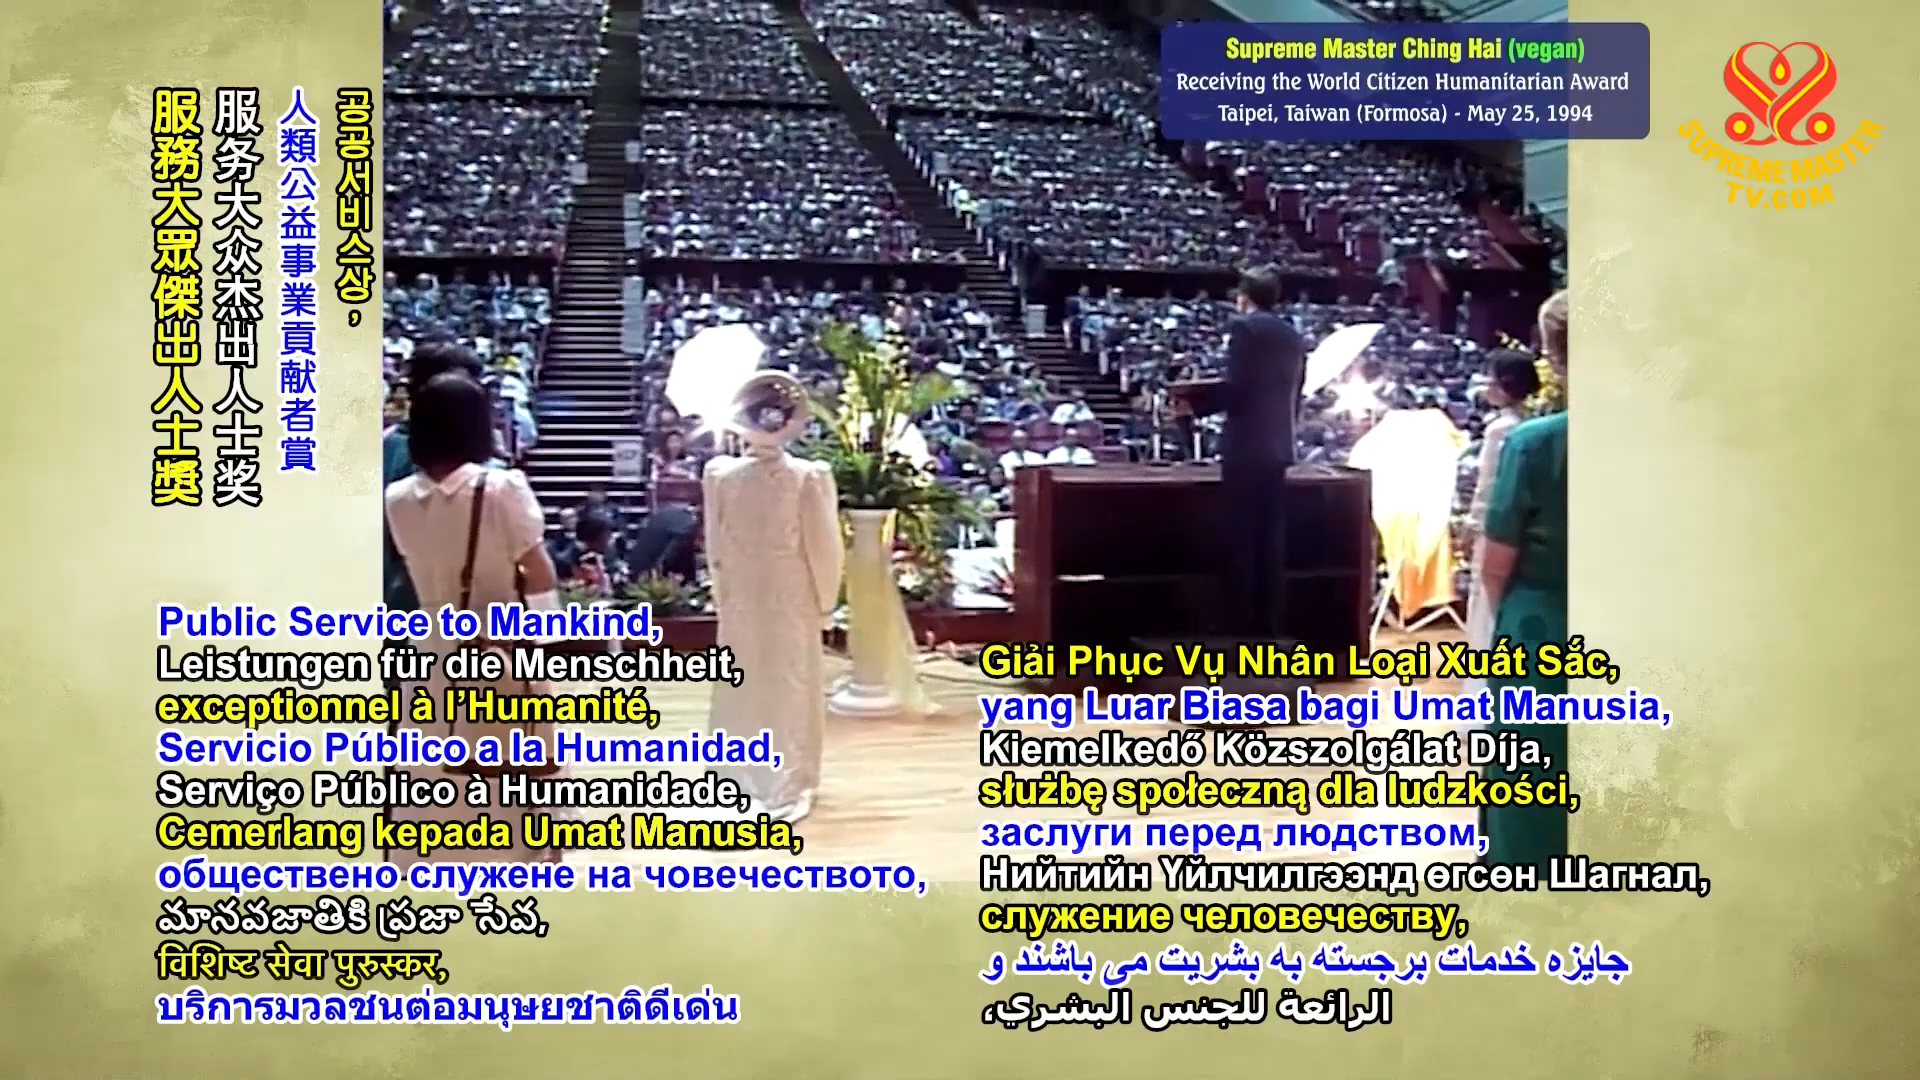 Supreme Master Ching Hai (vegan)
Receiving the World Citizen Humanitarian Award
Taipei, Taiwan (Formosa) - May 25, 1994
SUPREME MASTER
TV.COM
공공서비스상,
人類公益事業貢献者賞
服务大众杰出人士奖
服務大眾傑出人士獎
Public Service to Mankind,
Leistungen für die Menschheit,
exceptionnel à l’Humanité,
Servicio Público a la Humanidad,
Serviço Público à Humanidade,
Cemerlang kepada Umat Manusia,
обществено служене на човечеството,
మానవజాతికి ప్రజా సేవ,
विशिष्ट सेवा पुरुस्कर,
บริการมวลชนต่อมนุษยชาติดีเด่น
Giải Phục Vụ Nhân Loại Xuất Sắc,
yang Luar Biasa bagi Umat Manusia,
Kiemelkedő Közszolgálat Díja,
służbę społeczną dla ludzkości,
заслуги перед людством,
Нийтийн Үйлчилгээнд өгсөн Шагнал,
служение человечеству,
جایزه خدمات برجسته به بشریت می باشند و
الرائعة للجنس البشري،